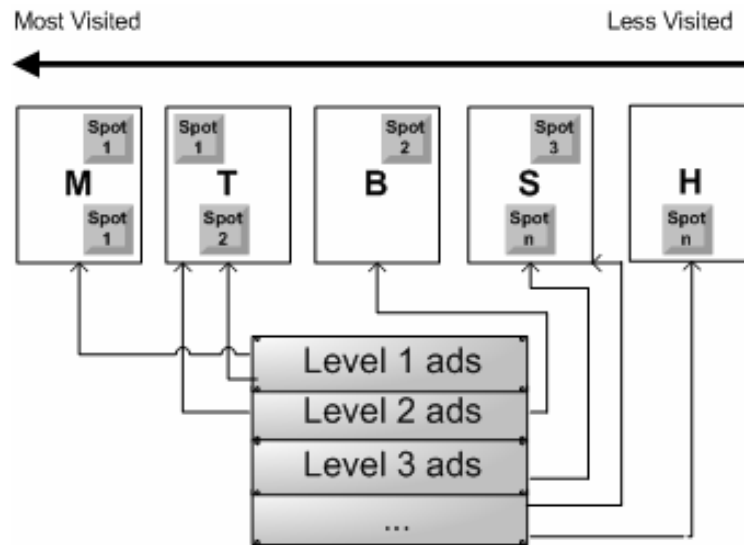 Most Visited
Less Visited
Spot
1
M
Spot
1
Spot
1
T
Spot
2
Spot
2
B
Spot
3
S
Spot
n
H
Spot
n
Level 1 ads
Level 2 ads
Level 3 ads
...